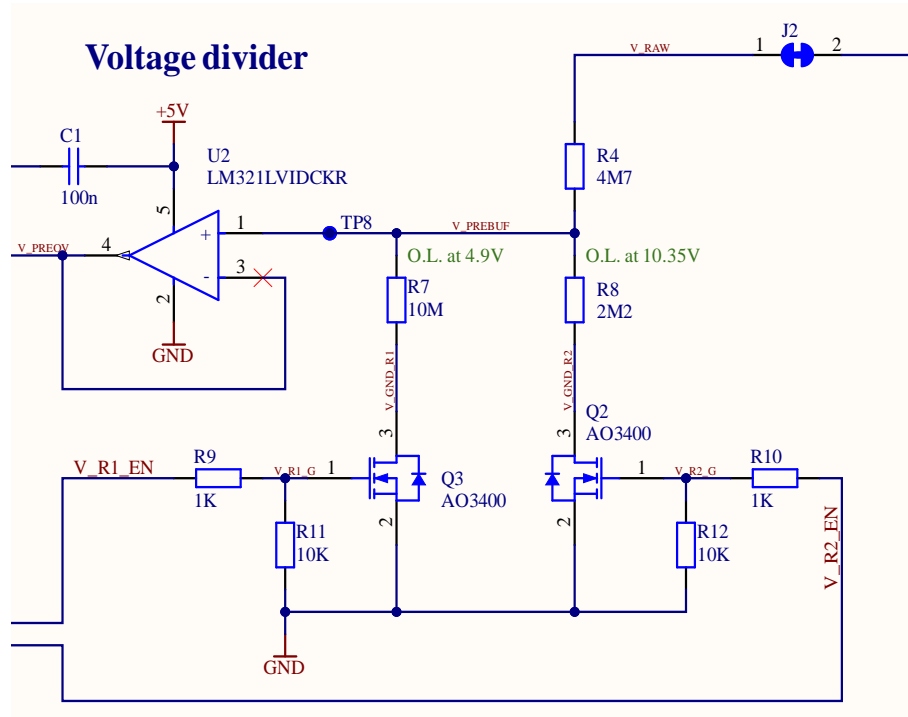 Voltage divider
J2
V_RAW
1
2
+5V
C1
100n
U2
LM321LVIDCKR
R4
4M7
5
+
1
TP8
V_PREBUF
V_PREOV
4
-
3
2
O.L. at 4.9V
O.L. at 10.35V
R7
10M
R8
2M2
GND
V_GND_R1
V_GND_R2
3
3
Q2
AO3400
V_R1_EN
R9
1K
V_R1_G
1
Q3
AO3400
1
V_R2_G
R10
1K
2
2
R11
10K
R12
10K
V_R2_EN
GND